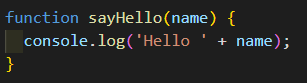 function sayHello(name) {
  console.log('Hello ' + name);
}